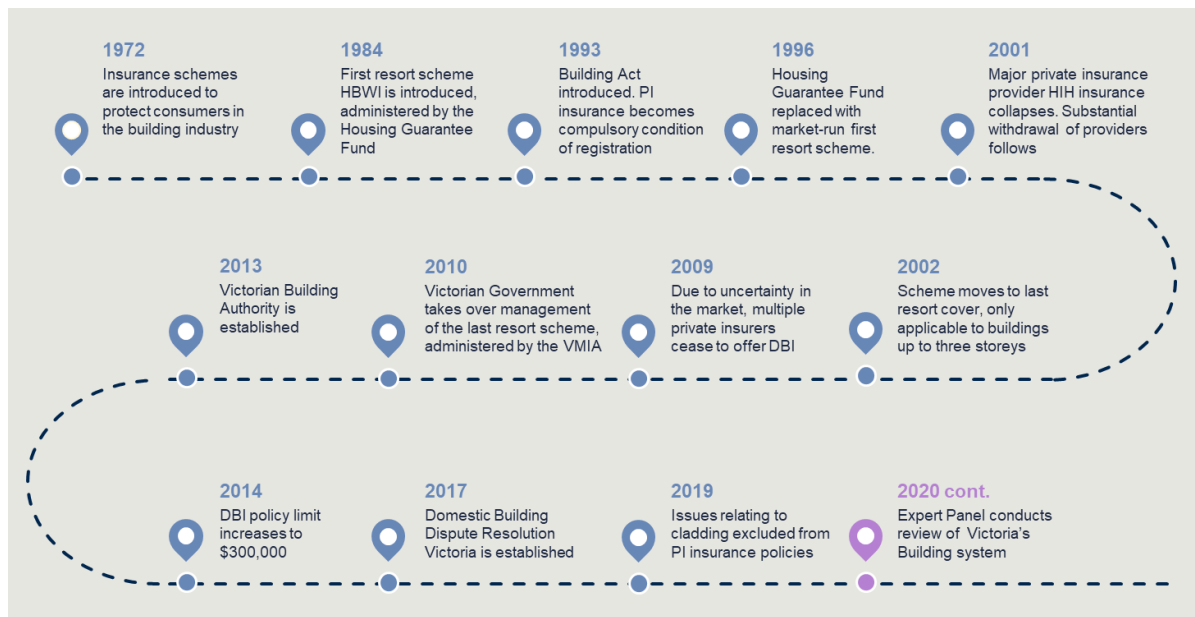 1972
Insurance schemes
are introduced to
protect consumers in
the building industry
1984
First resort scheme
HBWI is introduced,
administered by the
Housing Guarantee
Fund
1993
Building Act
introduced. PI
insurance becomes
compulsory condition
of registration
1996
Housing
Guarantee Fund
replaced with
market-run first
resort scheme.
2001
Major private insurance
provider HIH insurance
collapses. Substantial
withdrawal of providers
follows
2002
Scheme moves to last
resort cover, only
applicable to buildings
up to three storeys
2009
Due to uncertainty in
the market, multiple
private insurers
cease to offer DBI
2010
Victorian Government
takes over management
of the last resort scheme,
administered by the VMIA
2013
Victorian Building
Authority is
established
2014
DBI policy limit
increases to
$300,000
2017
Domestic Building
Dispute Resolution
Victoria is established
2019
Issues relating to
cladding excluded from
PI insurance policies
2020 cont.
Expert Panel conducts
review of Victoria's
Building system